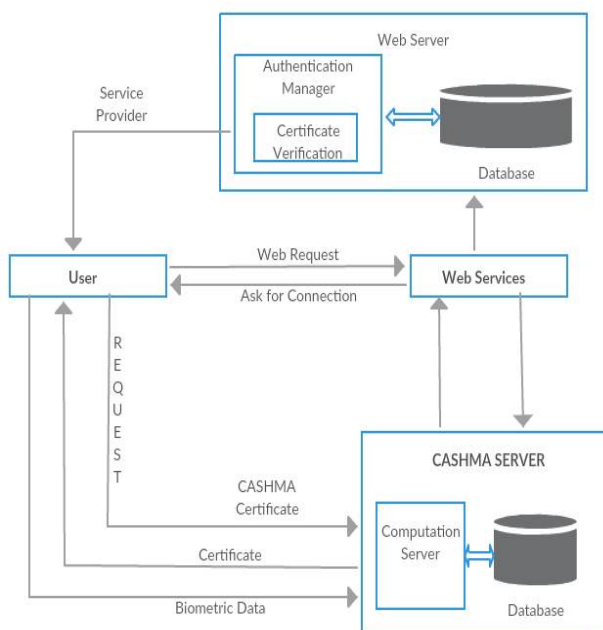 Web Server
Authentication
Manager
Service
Provider
Certificate
Verification
Database
Web Request
User
Web Services
Ask for Connection
R
E
Q
U
E
S
T
CASHMA SERVER
CASHMA
Certificate
Computation
Server
Certificate
Database
Biometric Data